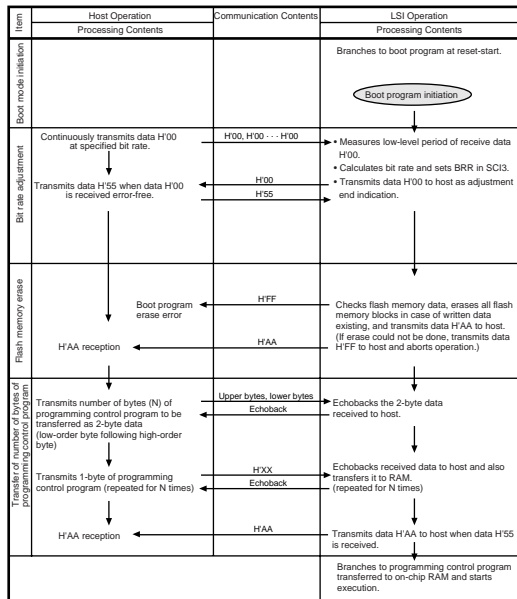 Item
Host Operation
Communication Contents
LSI Operation
Processing Contents
Processing Contents
Boot mode initiation
Branches to boot program at reset-start.
Boot program initiation
Bit rate adjustment
Continuously transmits data H'00
at specified bit rate.
H'00, H'00 · · · H'00
• Measures low-level period of receive data
H'00.
• Calculates bit rate and sets BRR in SCI3.
• Transmits data H'00 to host as adjustment
end indication.
H'00
Transmits data H'55 when data H'00
is received error-free.
H'55
Flash memory erase
H'FF
Boot program
erase error
Checks flash memory data, erases all flash
memory blocks in case of written data
existing, and transmits data H'AA to host.
(If erase could not be done, transmits data
H'FF to host and aborts operation.)
H'AA
H'AA reception
Transfer of number of bytes of
programming control program
Transmits number of bytes (N) of
programming control program to be
transferred as 2-byte data
(low-order byte following high-order
byte)
Upper bytes, lower bytes
Echoback
Echobacks the 2-byte data
received to host.
Transmits 1-byte of programming
control program (repeated for N times)
H'XX
Echoback
Echobacks received data to host and also
transfers it to RAM.
(repeated for N times)
H'AA
H'AA reception
Transmits data H'AA to host when data H'55
is received.
Branches to programming control program
transferred to on-chip RAM and starts
execution.